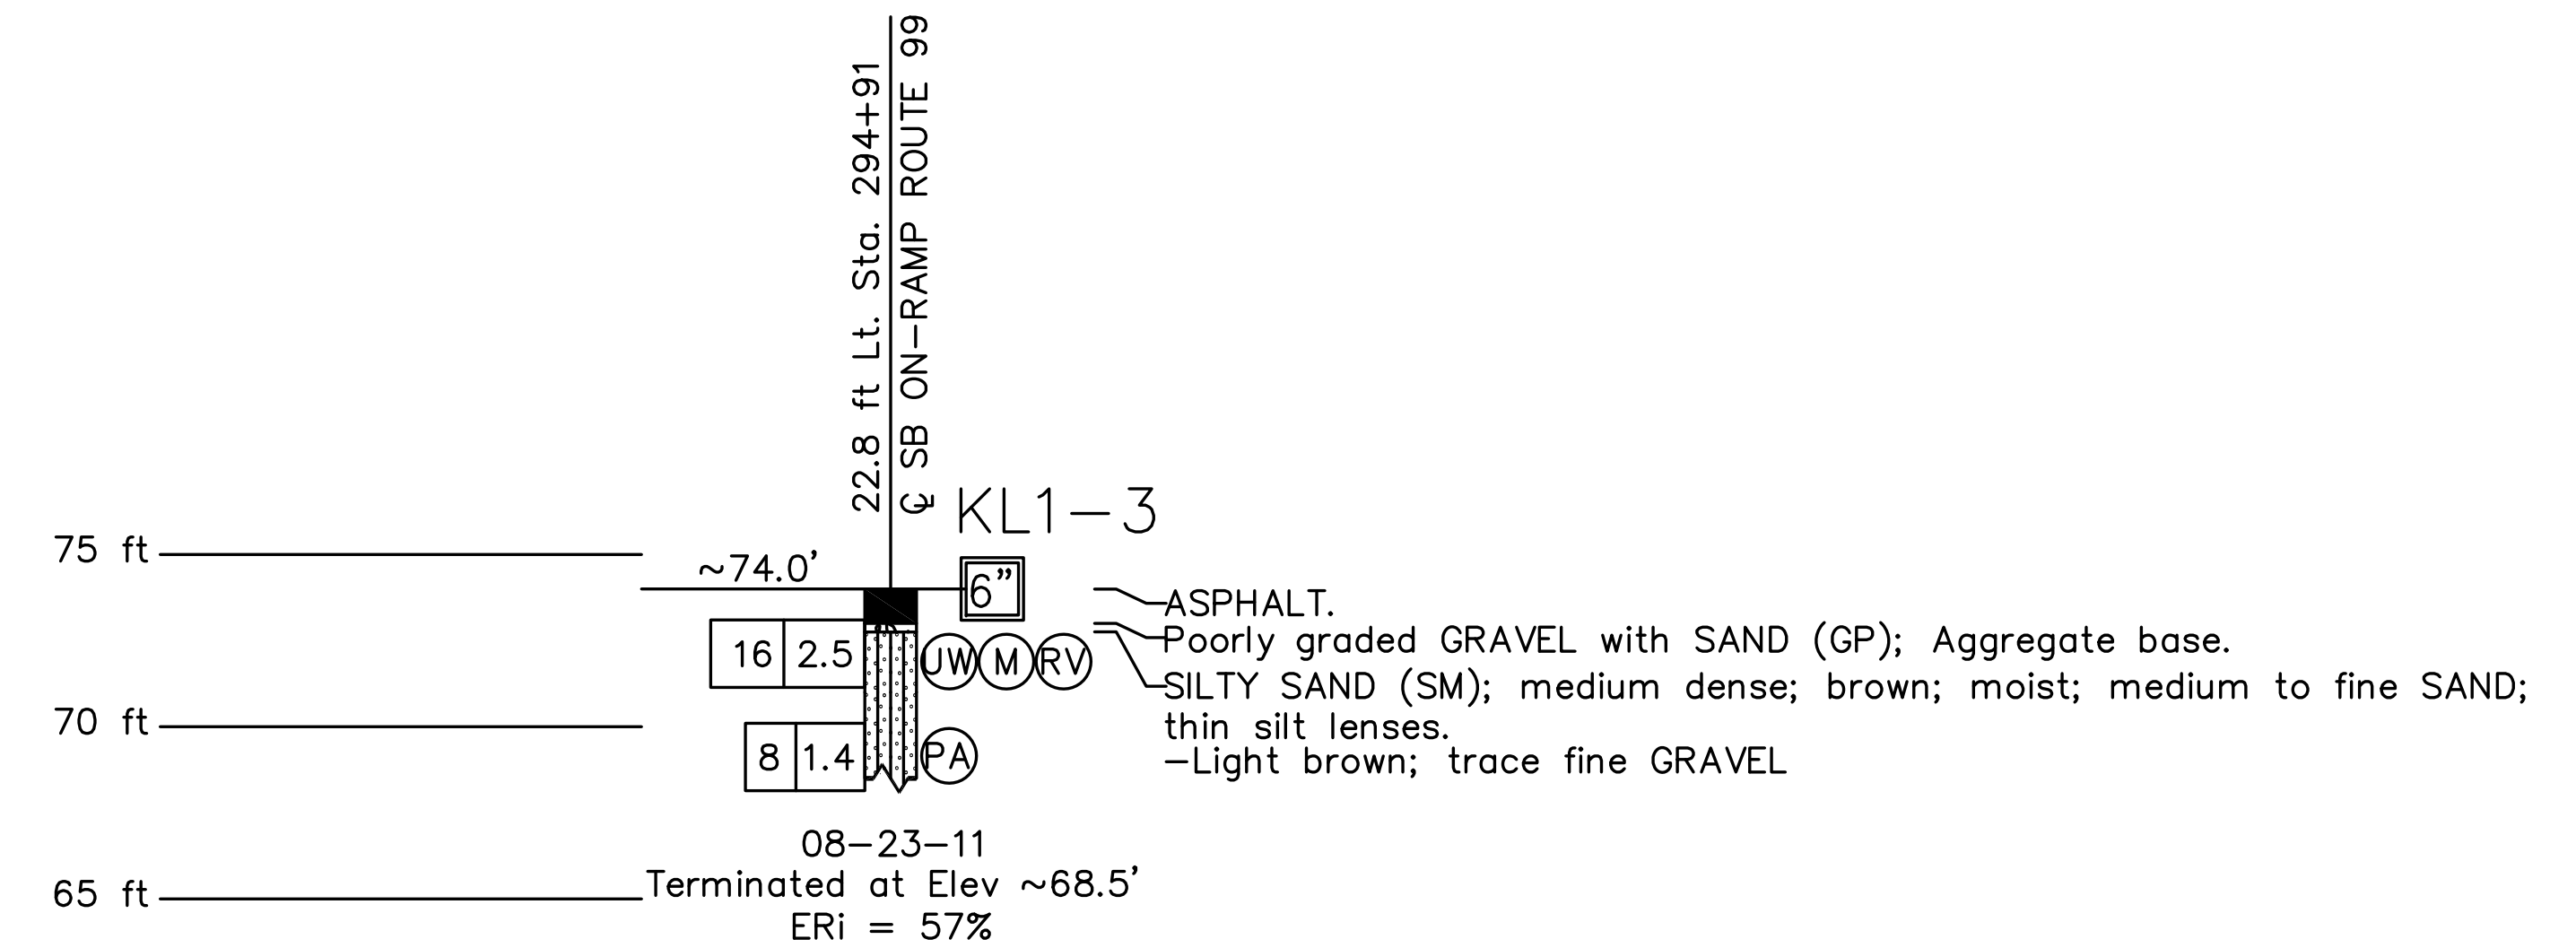 22.8 ft Lt. Sta. 294+91
℄ SB ON-RAMP ROUTE 99
KL1-3
75 ft
~74.0'
6"
ASPHALT.
Poorly graded GRAVEL with SAND (GP); Aggregate base.
16 2.5 UW M RV
SILTY SAND (SM); medium dense; brown; moist; medium to fine SAND;
thin silt lenses.
70 ft
8 1.4 PA
-Light brown; trace fine GRAVEL
08-23-11
Terminated at Elev ~68.5'
65 ft
ERi = 57%